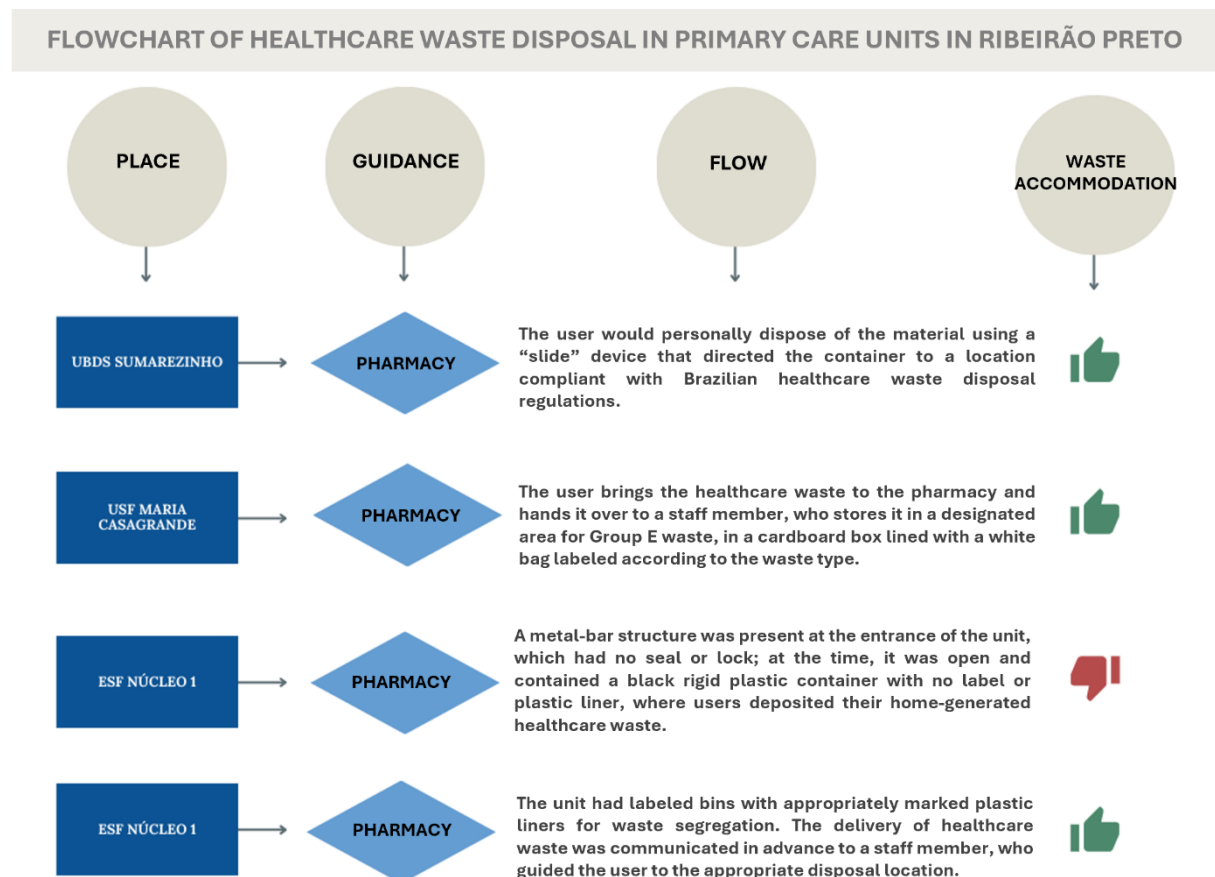 FLOWCHART OF HEALTHCARE WASTE DISPOSAL IN PRIMARY CARE UNITS IN RIBEIRÃO PRETO
PLACE
GUIDANCE
FLOW
WASTE
ACCOMMODATION
UBDS SUMAREZINHO
PHARMACY
The user would personally dispose of the material using a
“slide” device that directed the container to a location
compliant with Brazilian healthcare waste disposal
regulations.
USF MARIA
CASAGRANDE
PHARMACY
The user brings the healthcare waste to the pharmacy and
hands it over to a staff member, who stores it in a designated
area for Group E waste, in a cardboard box lined with a white
bag labeled according to the waste type.
ESF NÚCLEO 1
PHARMACY
A metal-bar structure was present at the entrance of the unit,
which had no seal or lock; at the time, it was open and
contained a black rigid plastic container with no label or
plastic liner, where users deposited their home-generated
healthcare waste.
ESF NÚCLEO 1
PHARMACY
The unit had labeled bins with appropriately marked plastic
liners for waste segregation. The delivery of healthcare
waste was communicated in advance to a staff member, who
guided the user to the appropriate disposal location.